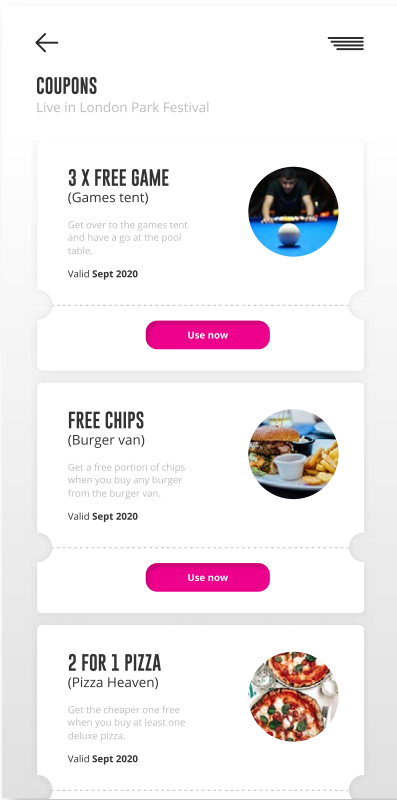 COUPONS
Live in London Park Festival
3 X FREE GAME
(Games tent)
Get over to the games tent
and have a go at the pool
table.
Valid Sept 2020
Use now
FREE CHIPS
(Burger van)
Get a free portion of chips
when you buy any burger
from the burger van.
Valid Sept 2020
Use now
2 FOR 1 PIZZA
(Pizza Heaven)
Get the cheaper one free
when you buy at least one
deluxe pizza.
Valid Sept 2020